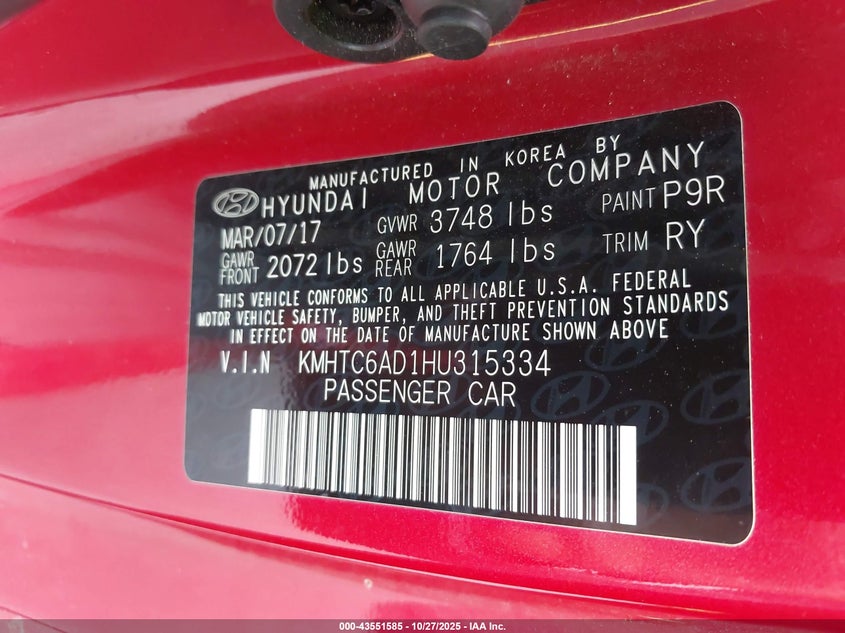 MANUFACTURED IN KOREA BY
HYUNDAI MOTOR COMPANY
MAR/07/17 GVWR 3748 lbs PAINT P9R
GAWR FRONT 2072 lbs GAWR REAR 1764 lbs TRIM RY
THIS VEHICLE CONFORMS TO ALL APPLICABLE U.S.A. FEDERAL
MOTOR VEHICLE SAFETY, BUMPER, AND THEFT PREVENTION STANDARDS
IN EFFECT ON THE DATE OF MANUFACTURE SHOWN ABOVE
V.I.N KMHTC6AD1HU315334
PASSENGER CAR
000-43551585 | 10/27/2025 - IAA Inc.